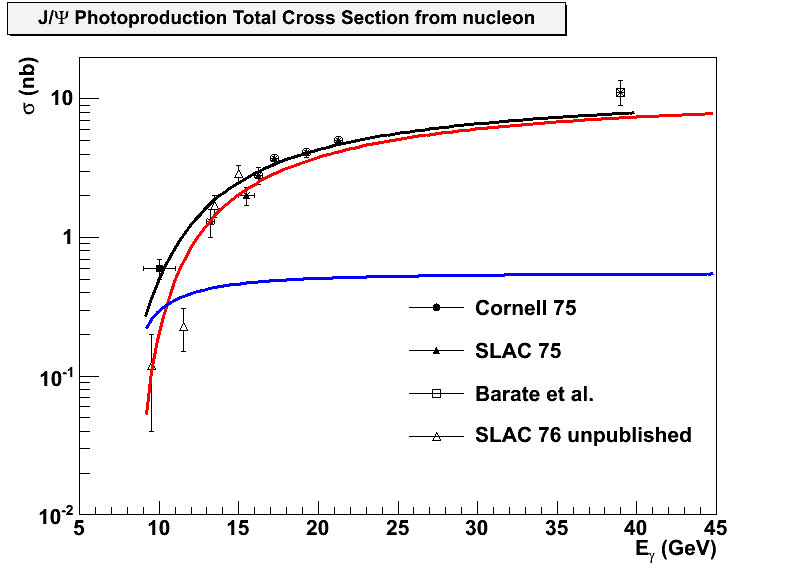 J/Ψ Photoproduction Total Cross Section from nucleon
σ (nb)
10
1
10⁻¹
10⁻²
Cornell 75
SLAC 75
Barate et al.
SLAC 76 unpublished
5 10 15 20 25 30 35 40 45
Eγ (GeV)